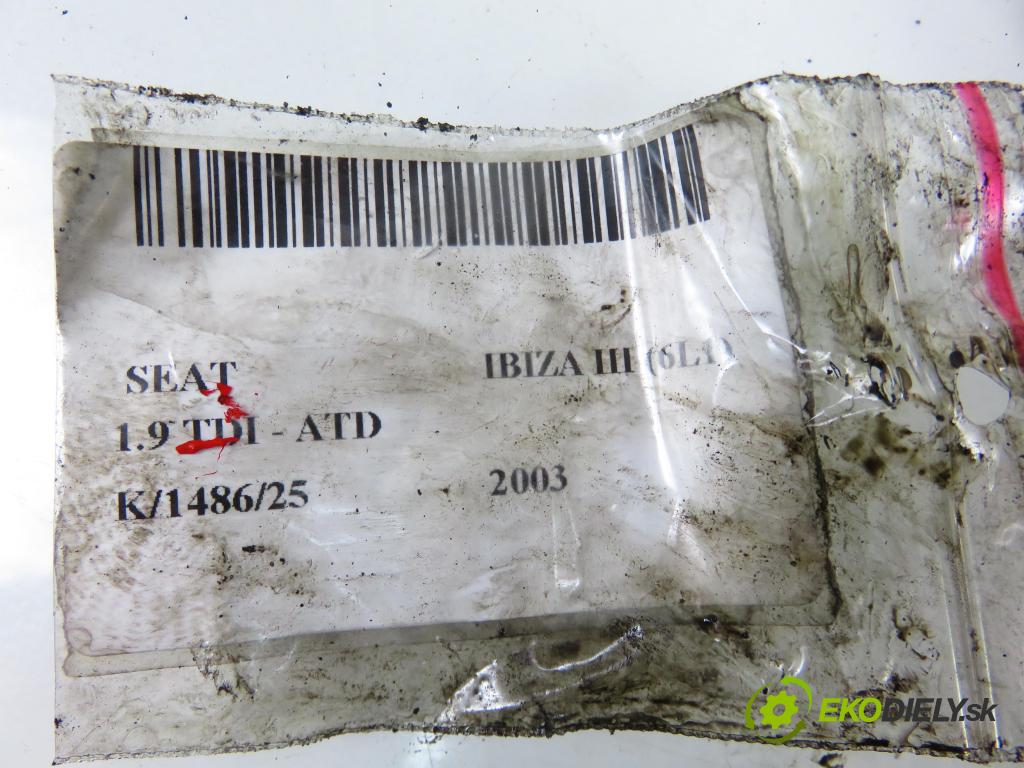 SEAT IBIZA III (6L1)
1.9 TDI - ATD
K/1486/25 2003
EKODIELY.sk